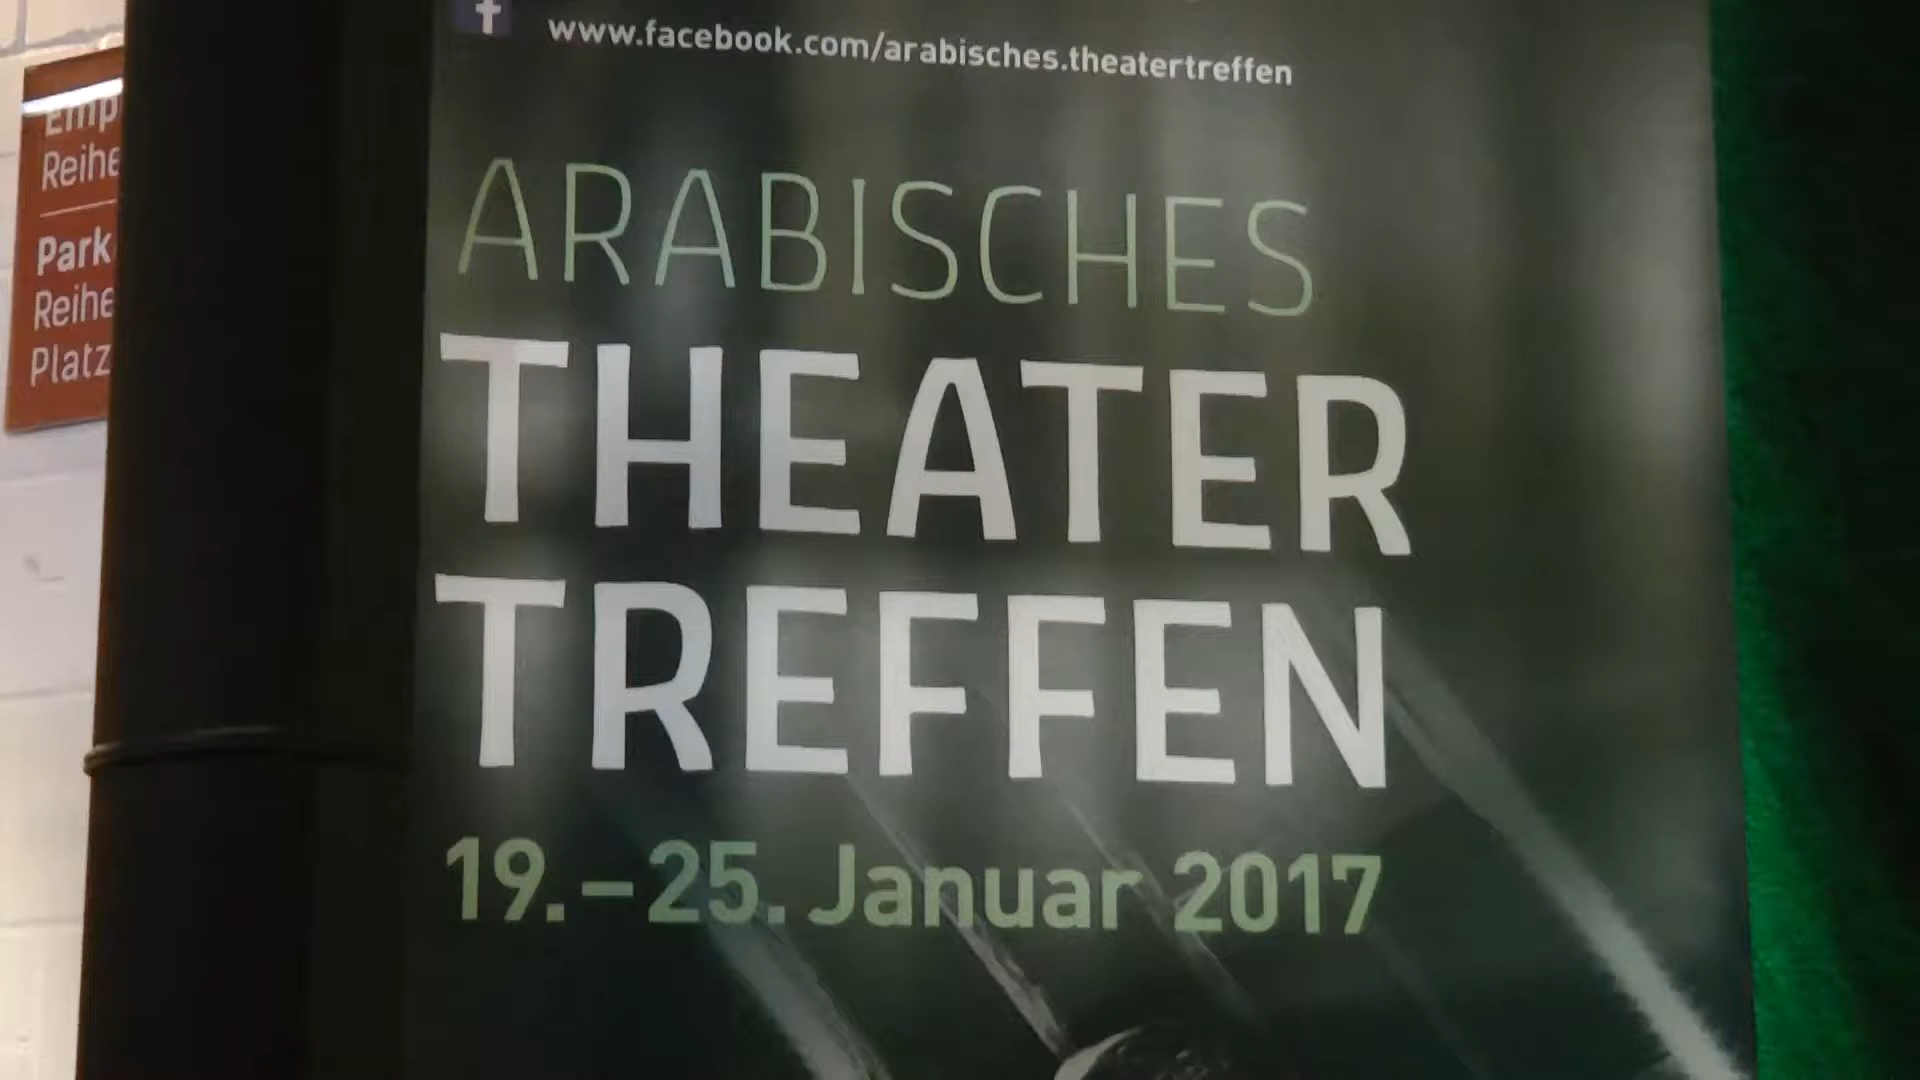 www.facebook.com/arabisches.theatertreffen
ARABISCHES
THEATER
TREFFEN
19.–25. Januar 2017
Reihe
Park
Reihe
Platz